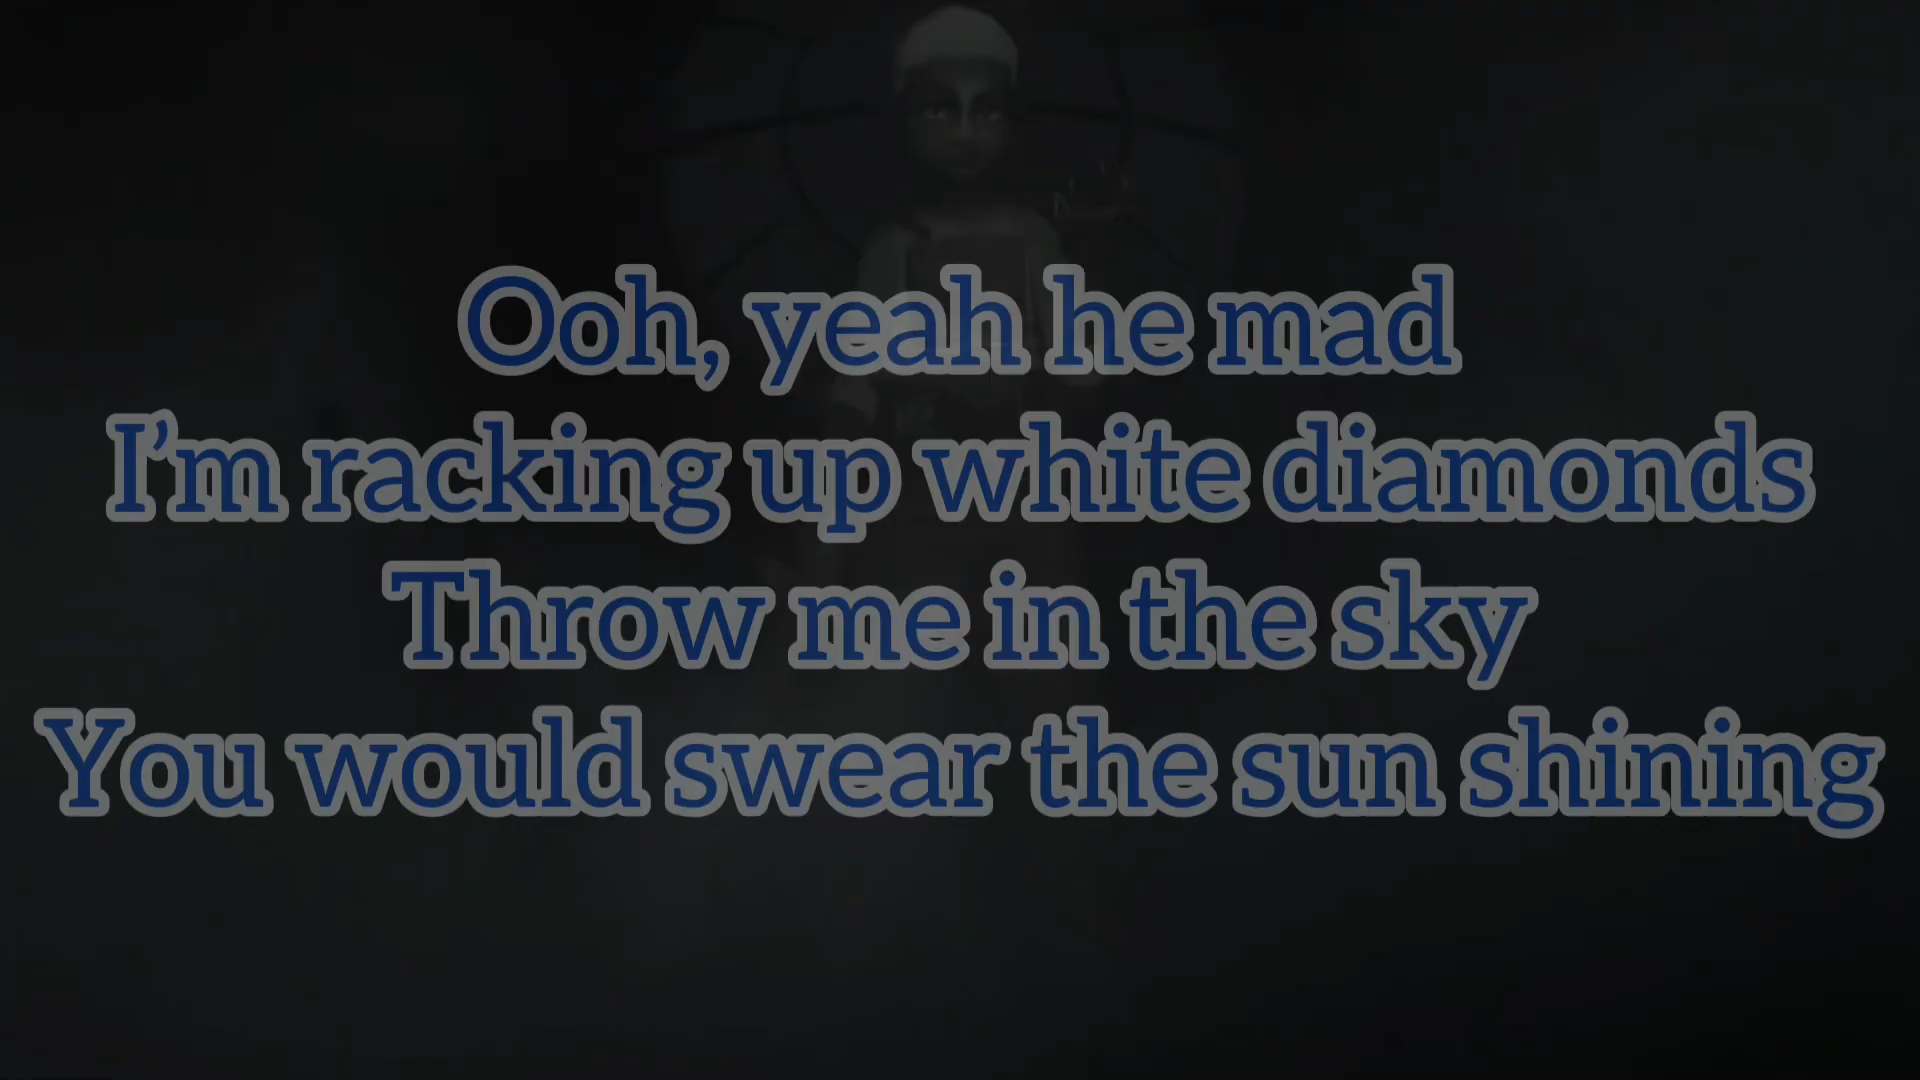 Ooh, yeah he mad
I’m racking up white diamonds
Throw me in the sky
You would swear the sun shining